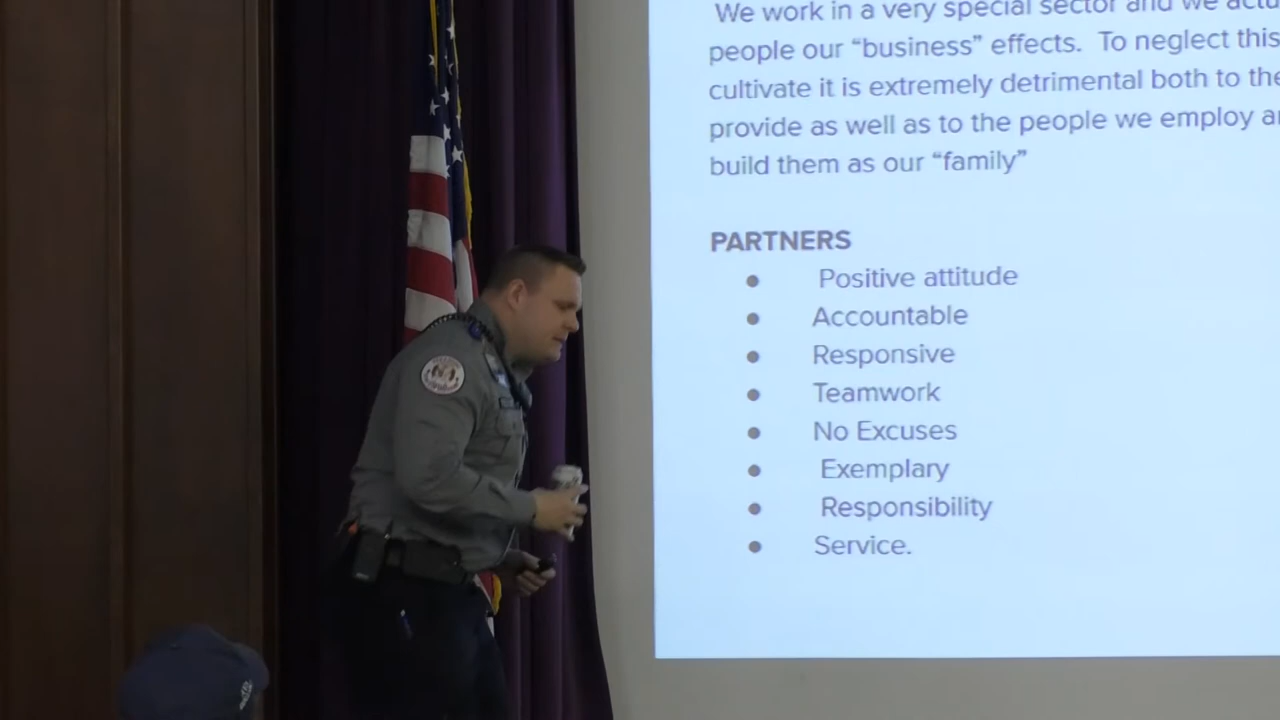 We work in a very special sector and we actu
people our “business” effects. To neglect this
cultivate it is extremely detrimental both to the
provide as well as to the people we employ an
build them as our “family”
PARTNERS
● Positive attitude
● Accountable
● Responsive
● Teamwork
● No Excuses
● Exemplary
● Responsibility
● Service.